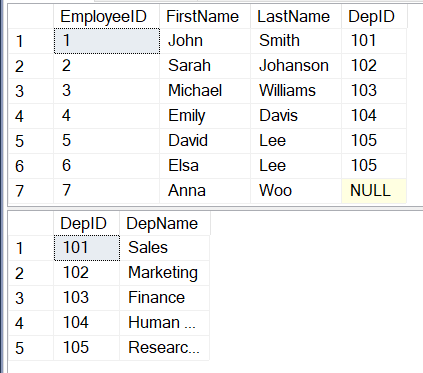 EmployeeID FirstName LastName DepID
1 1 John Smith 101
2 2 Sarah Johanson 102
3 3 Michael Williams 103
4 4 Emily Davis 104
5 5 David Lee 105
6 6 Elsa Lee 105
7 7 Anna Woo NULL
DepID DepName
1 101 Sales
2 102 Marketing
3 103 Finance
4 104 Human ...
5 105 Researc...